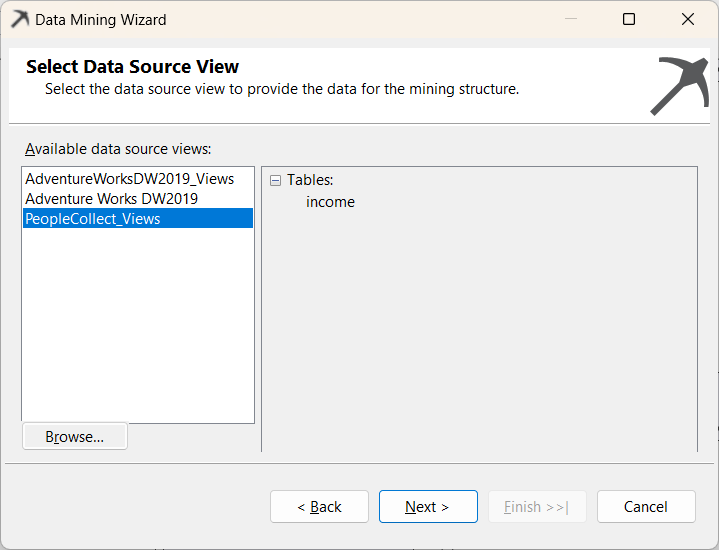 Data Mining Wizard
Select Data Source View
Select the data source view to provide the data for the mining structure.
Available data source views:
AdventureWorksDW2019_Views
Adventure Works DW2019
PeopleCollect_Views
Tables:
income
Browse...
< Back
Next >
Finish >>|
Cancel